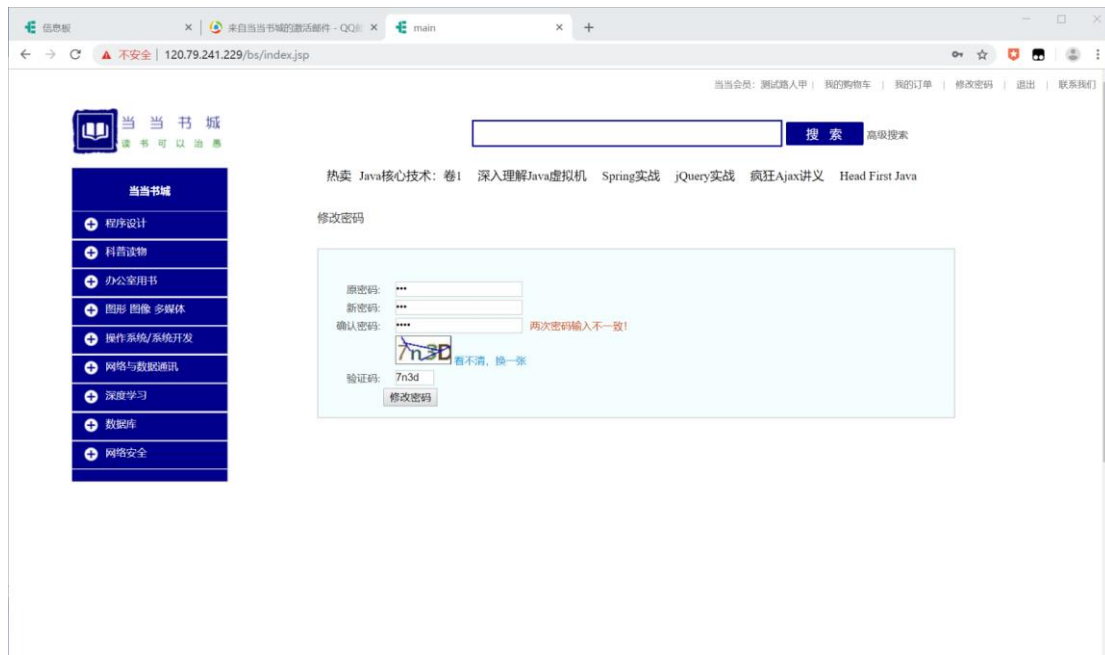 信息板
来自当当书城的激活邮件 - QQ
main
不安全 | 120.79.241.229/bs/index.jsp
当当会员：测试路人甲 | 我的购物车 | 我的订单 | 修改密码 | 退出 | 联系我们
当当书城
读书可以治愚
搜 索
高级搜索
热卖 Java核心技术：卷1 深入理解Java虚拟机 Spring实战 jQuery实战 疯狂Ajax讲义 Head First Java
当当书城
程序设计
科普读物
办公室用书
图形 图像 多媒体
操作系统/系统开发
网络与数据通讯
深度学习
数据库
网络安全
修改密码
原密码: •••
新密码: •••
确认密码: •••• 两次密码输入不一致!
7n3D 看不清，换一张
验证码: 7n3d
修改密码